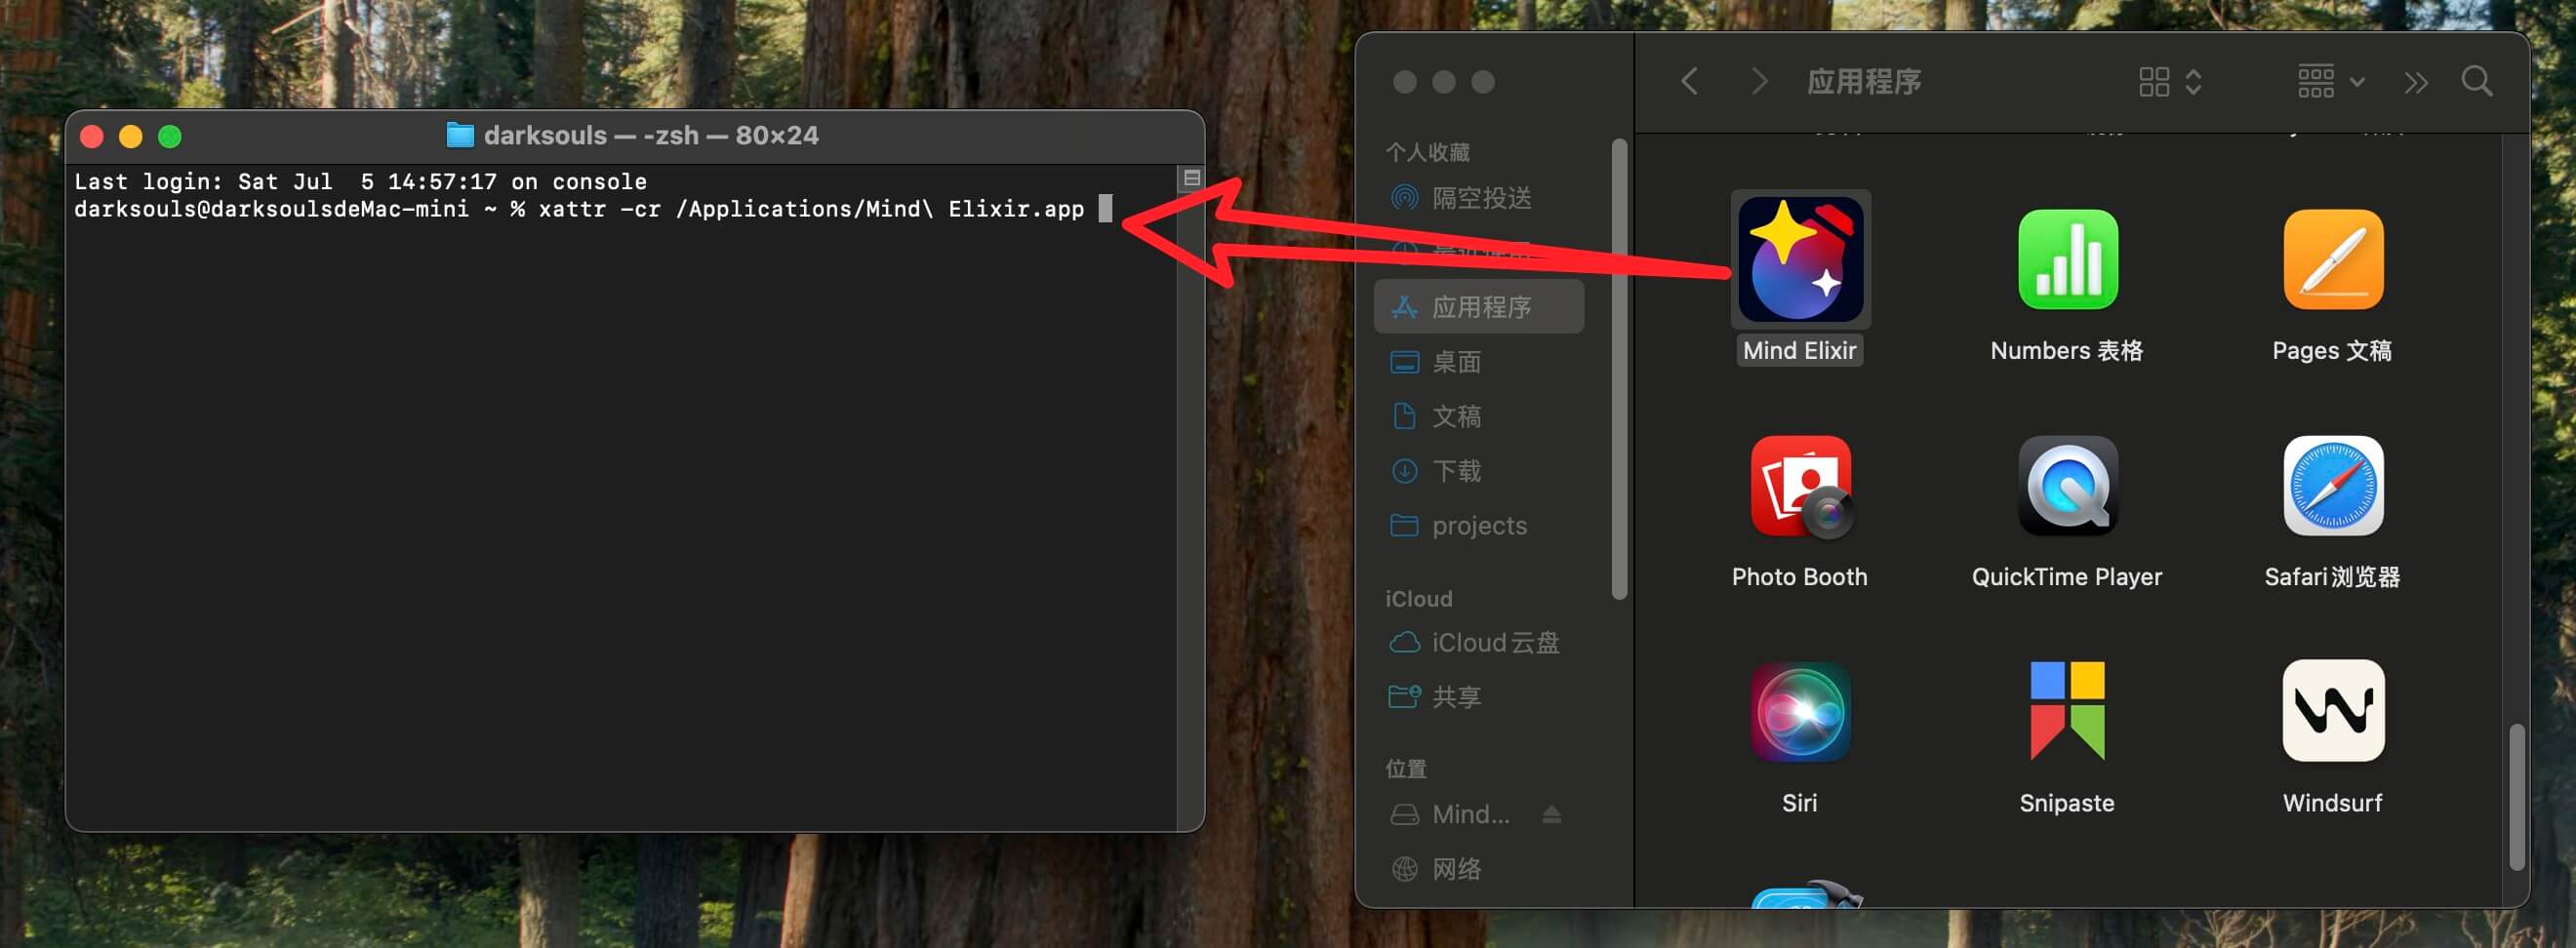 darksouls — -zsh — 80×24
Last login: Sat Jul  5 14:57:17 on console
darksouls@darksoulsdeMac-mini ~ % xattr -cr /Applications/Mind\ Elixir.app
应用程序
个人收藏
隔空投送
应用程序
桌面
文稿
下载
projects
iCloud
iCloud云盘
共享
位置
Mind...
网络
Mind Elixir
Numbers 表格
Pages 文稿
Photo Booth
QuickTime Player
Safari浏览器
Siri
Snipaste
Windsurf